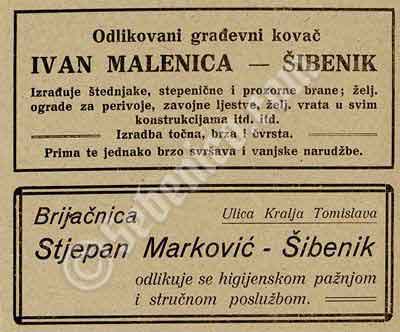 Odlikovani građevni kovač
IVAN MALENICA — ŠIBENIK
Izrađuje štednjake, stepenične i prozorne brane; želj.
ograde za perivoje, zavojne ljestve, želj. vrata u svim
konstrukcijama itd. itd.
Izradba točna, brza i čvrsta.
Prima te jednako brzo svršava i vanjske narudžbe.
Brijačnica
Ulica Kralja Tomislava
Stjepan Marković - Šibenik
odlikuje se higijenskom pažnjom
i stručnom poslužbom.